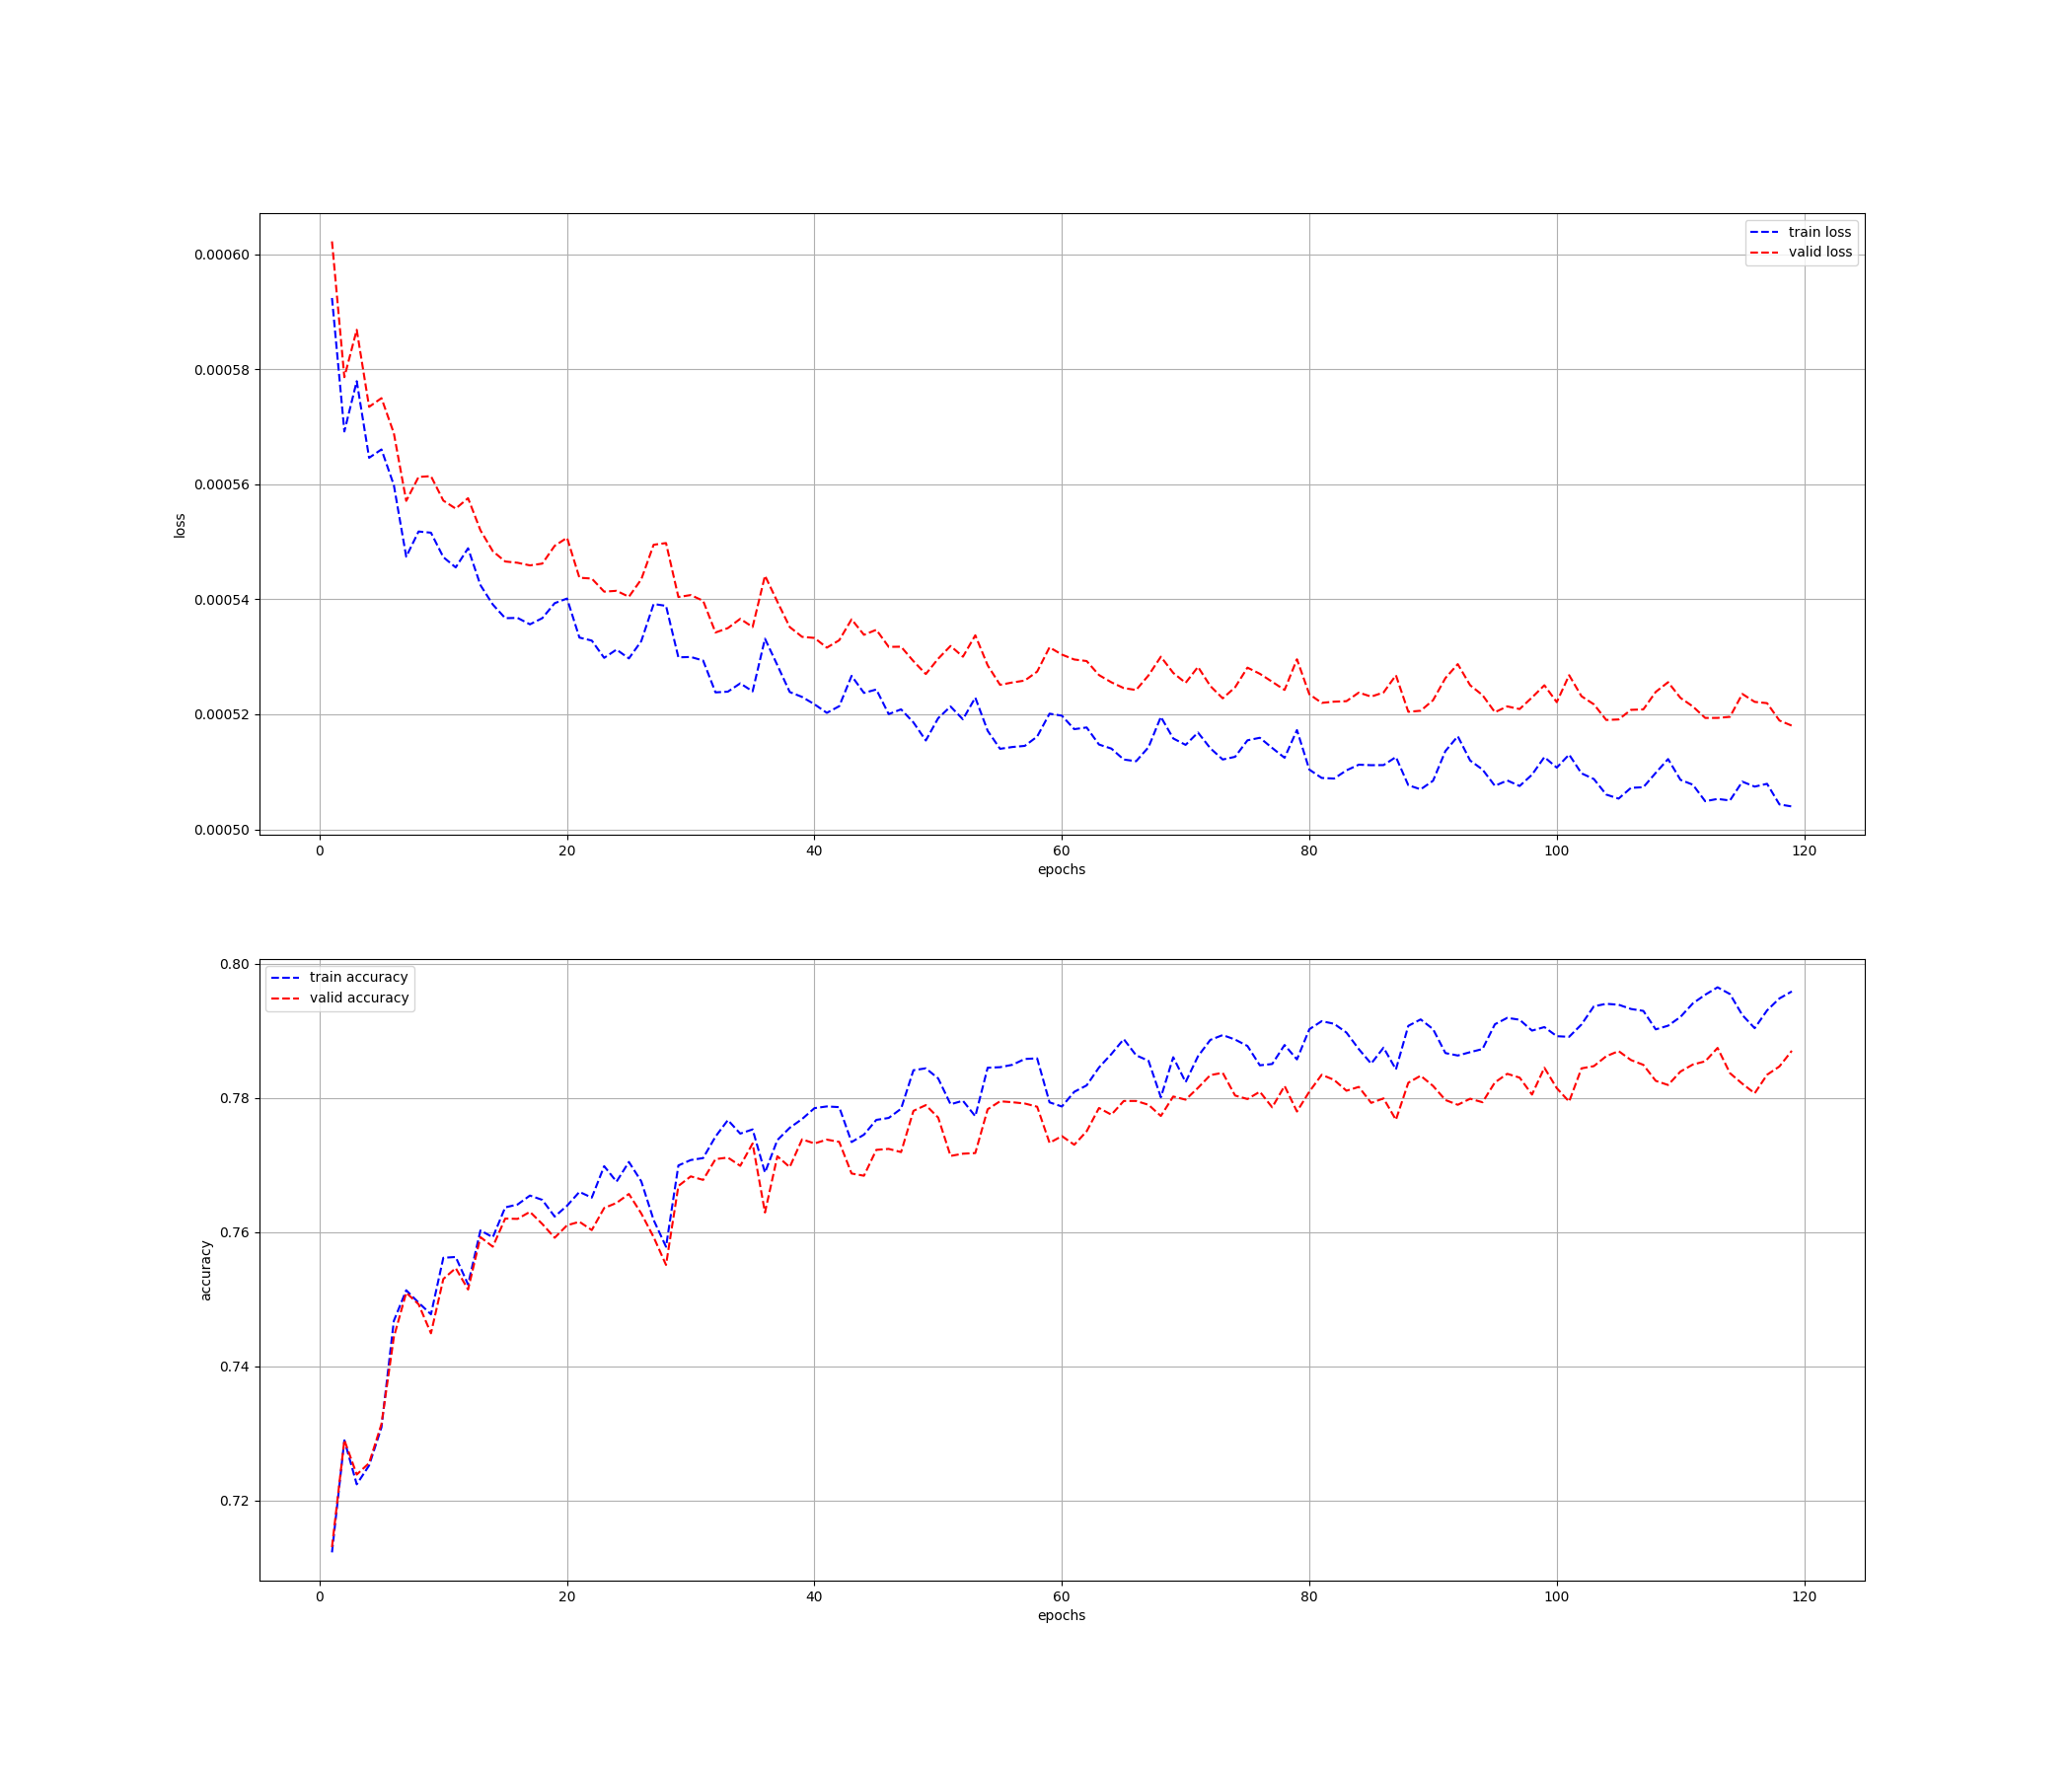 train loss
valid loss
0.00060
0.00058
0.00056
0.00054
0.00052
0.00050
loss
0 20 40 60 80 100 120
epochs
train accuracy
valid accuracy
0.80
0.78
0.76
0.74
0.72
accuracy
0 20 40 60 80 100 120
epochs